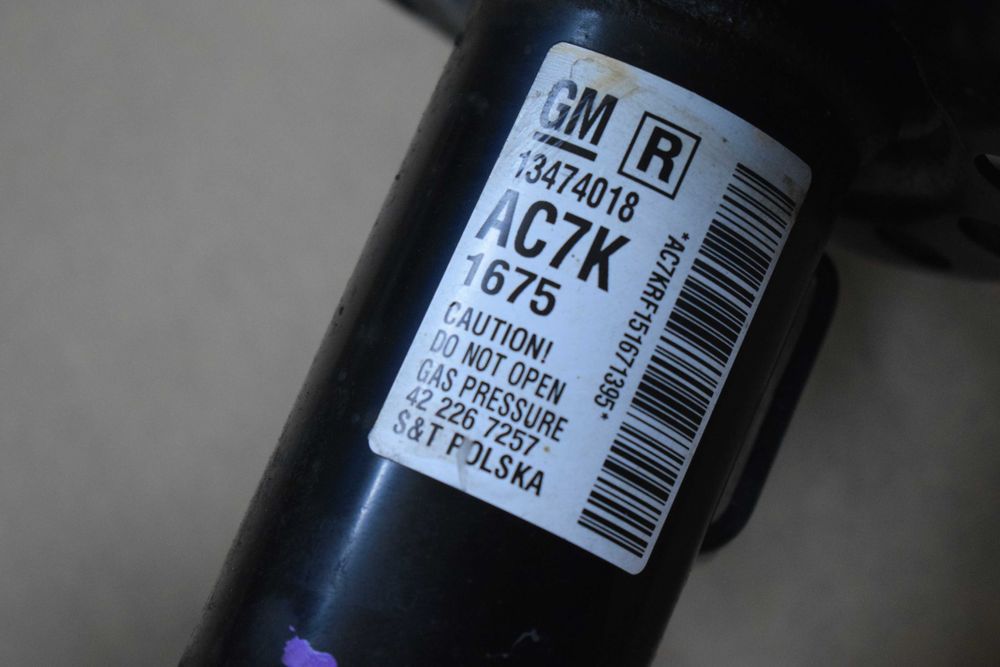 GM
R
13474018
AC7K
1675
CAUTION!
DO NOT OPEN
GAS PRESSURE
42 226 7257
S&T POLSKA
*AC7KRF151671395*